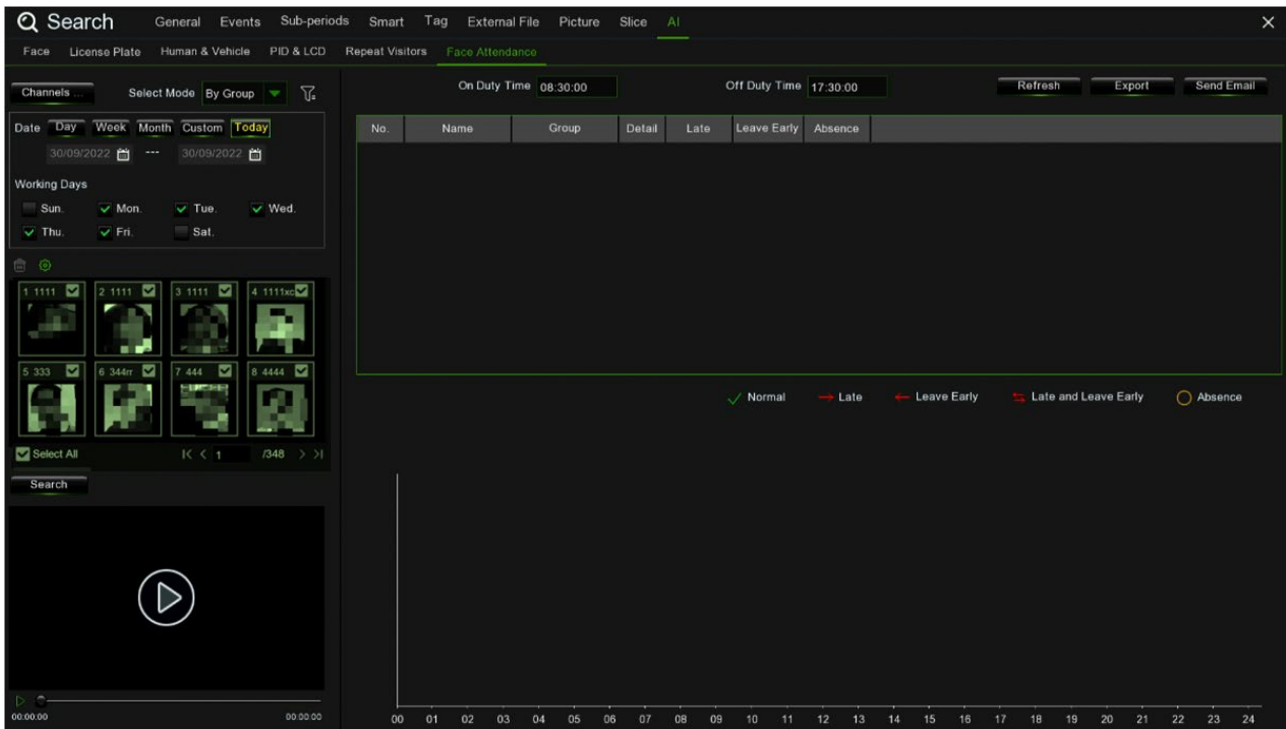 Search General Events Sub-periods Smart Tag External File Picture Slice AI
Face License Plate Human & Vehicle PID & LCD Repeat Visitors Face Attendance
Channels ... Select Mode By Group
On Duty Time 08:30:00 Off Duty Time 17:30:00 Refresh Export Send Email
Date Day Week Month Custom Today
30/09/2022 --- 30/09/2022
Working Days
Sun. Mon. Tue. Wed.
Thu. Fri. Sat.
No. Name Group Detail Late Leave Early Absence
1 1111 2 1111 3 1111 4 1111xc
5 333 6 344rr 7 444 8 4444
Select All 1 /348
Search
00:00:00 00:00:00
Normal Late Leave Early Late and Leave Early Absence
00 01 02 03 04 05 06 07 08 09 10 11 12 13 14 15 16 17 18 19 20 21 22 23 24